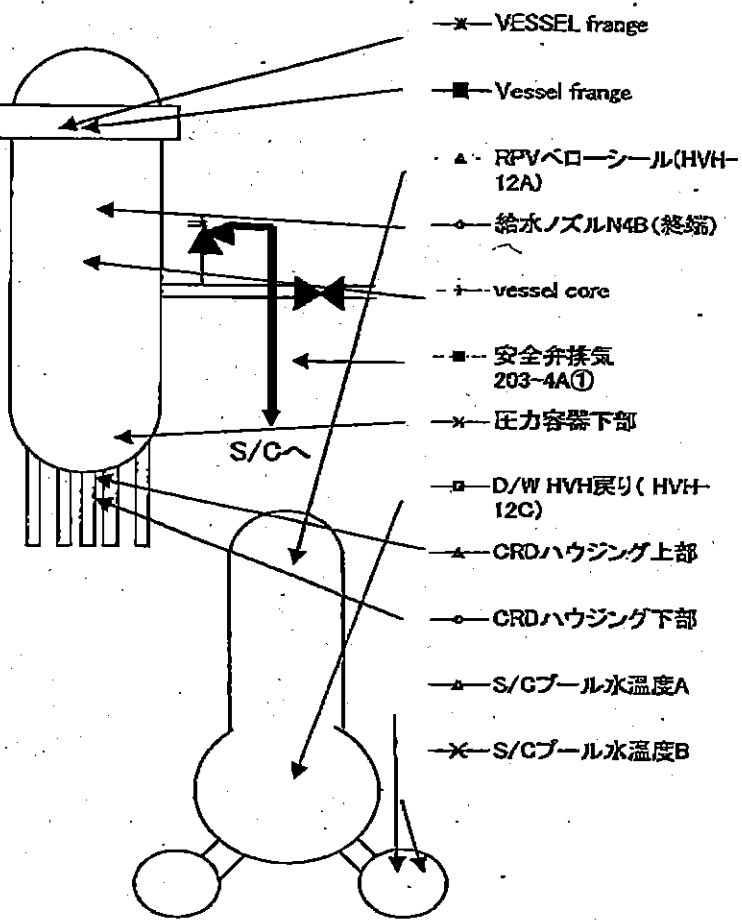 VESSEL frange
Vessel frange
RPVベローシール(HVH-
12A)
給水ノズルN4B(終端)
vessel core
安全弁排気
203-4A①
圧力容器下部
S/Cへ
D/W HVH戻り( HVH-
12C)
CRDハウジング上部
CRDハウジング下部
S/Cプール水温度A
S/Cプール水温度B